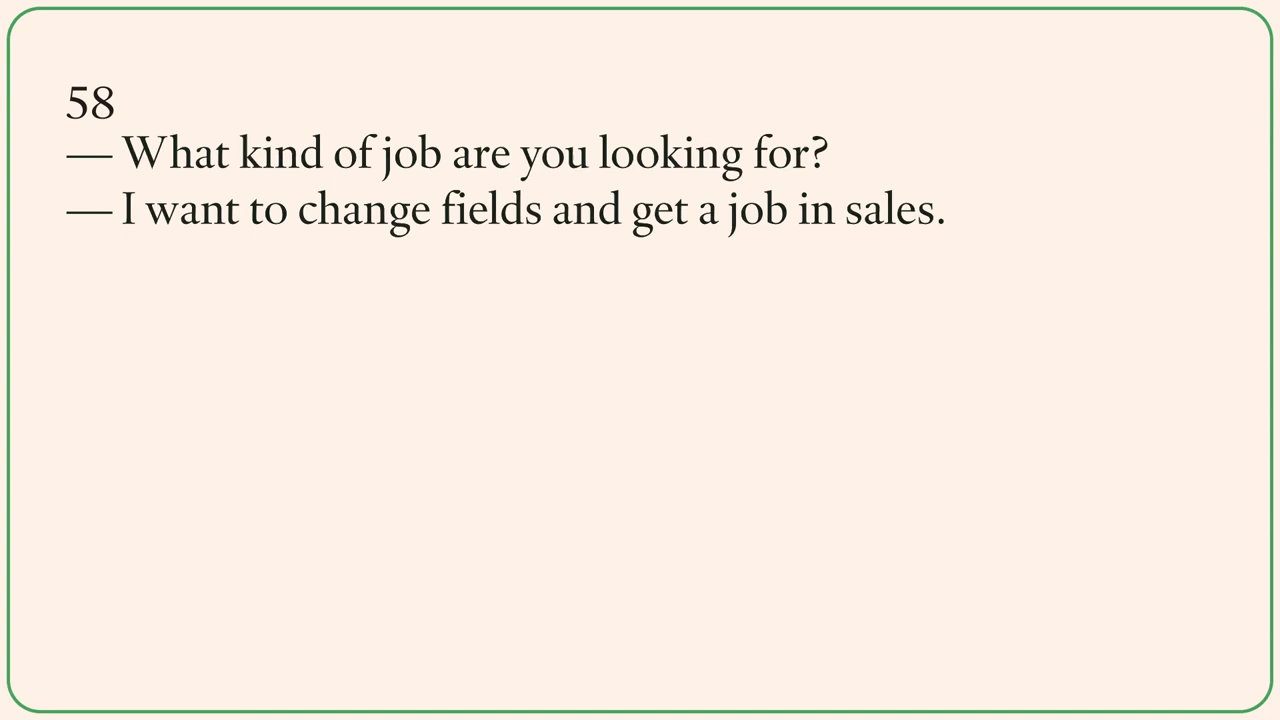 58
— What kind of job are you looking for?
— I want to change fields and get a job in sales.